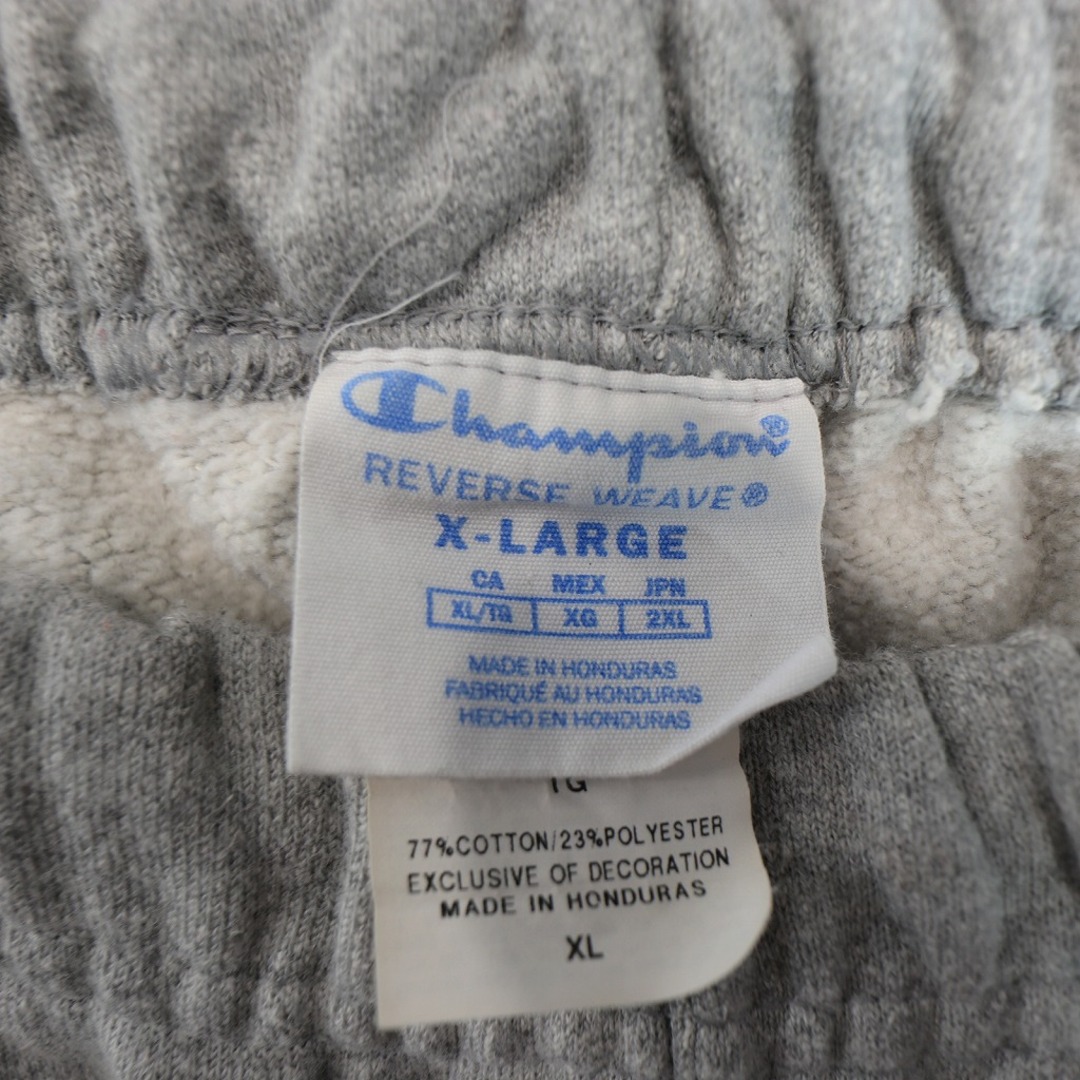 Champion®
REVERSE WEAVE®
X-LARGE
CA MEX JPN
XL/TG XG 2XL
MADE IN HONDURAS
FABRIQUÉ AU HONDURAS
HECHO EN HONDURAS
TG
77%COTTON/23%POLYESTER
EXCLUSIVE OF DECORATION
MADE IN HONDURAS
XL